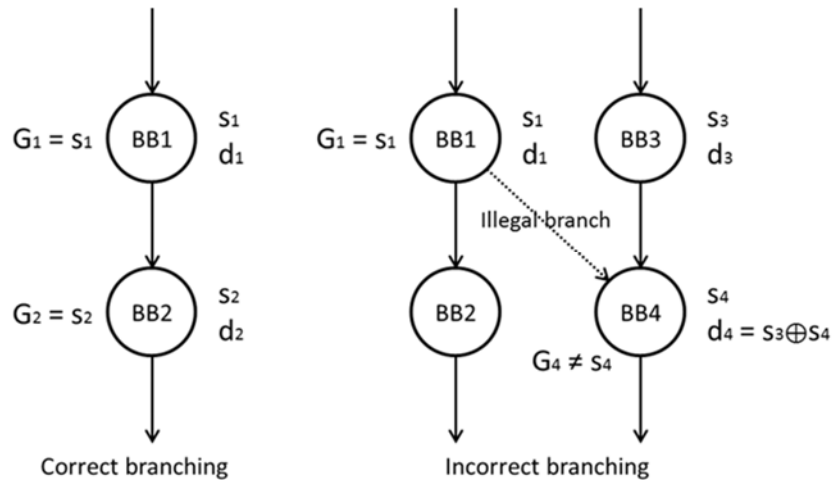 G1 = s1
BB1
s1
d1
G2 = s2
BB2
s2
d2
Correct branching
G1 = s1
BB1
s1
d1
BB3
s3
d3
Illegal branch
BB2
BB4
s4
d4 = s3⊕s4
G4 ≠ s4
Incorrect branching